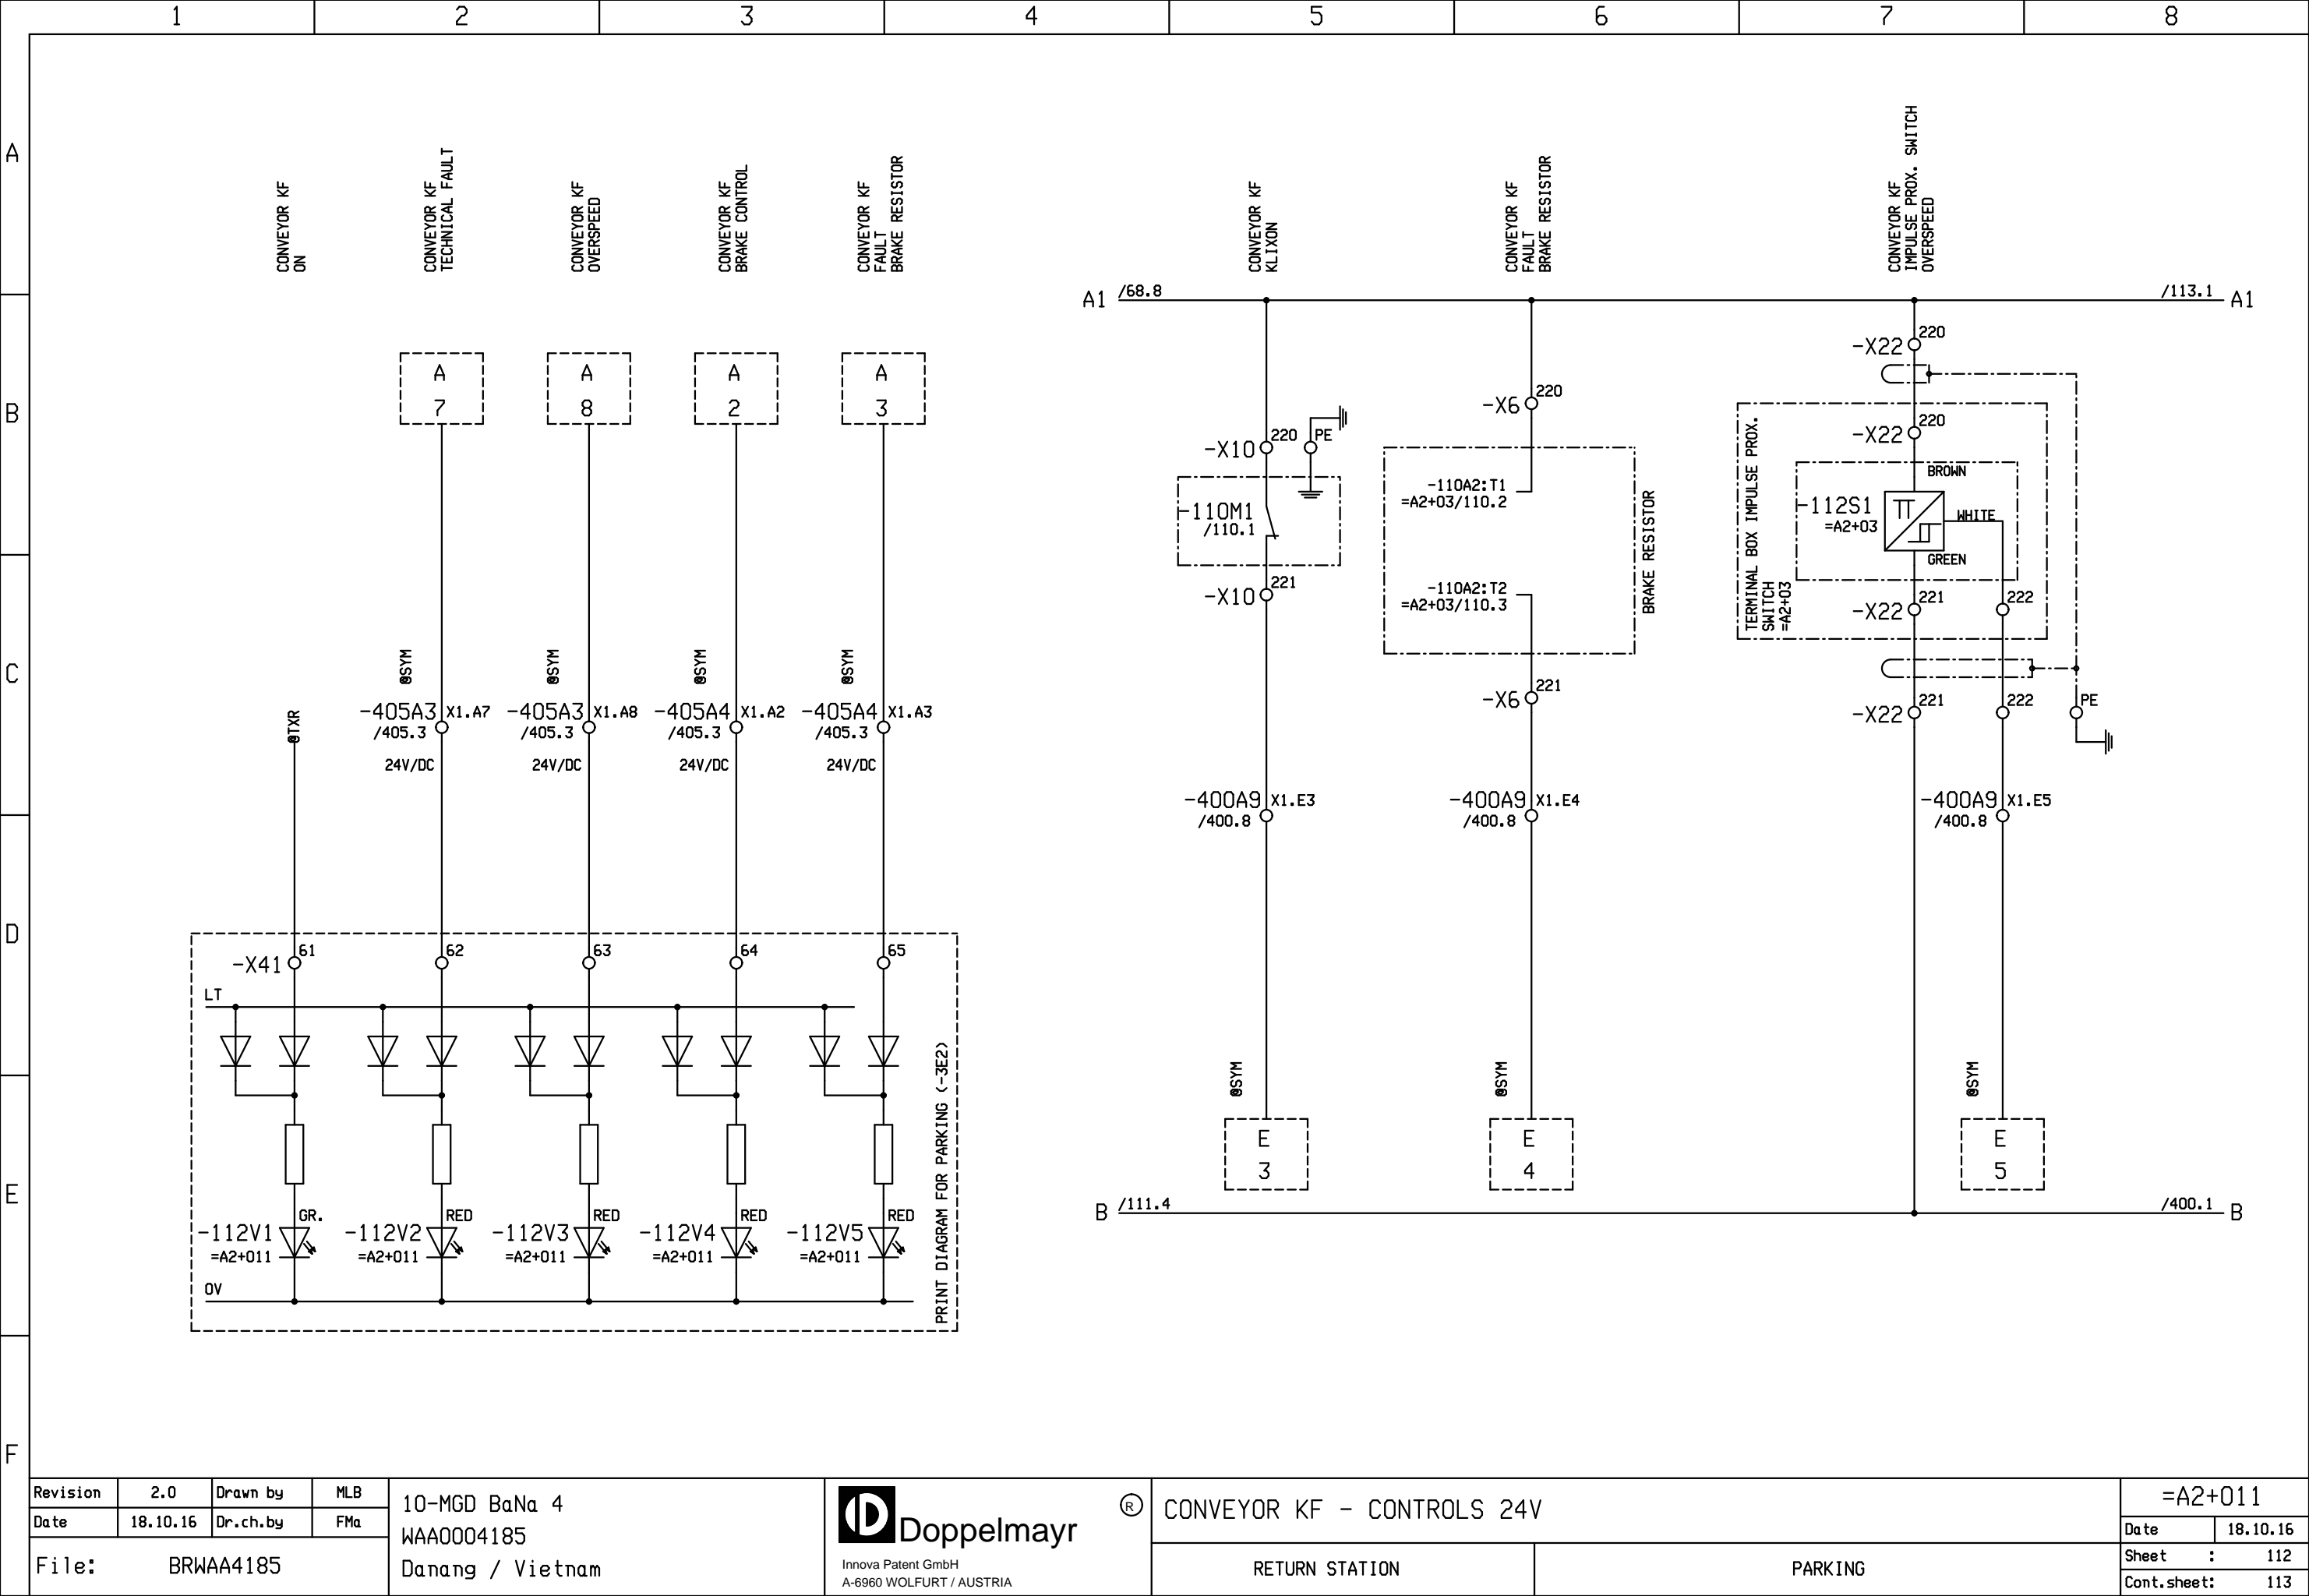 1 2 3 4 5 6 7 8
A
B
C
D
E
F
CONVEYOR KF
ON
CONVEYOR KF
TECHNICAL FAULT
CONVEYOR KF
OVERSPEED
CONVEYOR KF
BRAKE CONTROL
CONVEYOR KF
FAULT
BRAKE RESISTOR
CONVEYOR KF
KLIXON
CONVEYOR KF
FAULT
BRAKE RESISTOR
CONVEYOR KF
IMPULSE PROX. SWITCH
OVERSPEED
A1 /68.8 /113.1 A1
A
7
A
8
A
2
A
3
@SYM @SYM @SYM @SYM
@TXR
-405A3 X1.A7
/405.3
24V/DC
-405A3 X1.A8
/405.3
24V/DC
-405A4 X1.A2
/405.3
24V/DC
-405A4 X1.A3
/405.3
24V/DC
-X41 61 62 63 64 65
LT
GR. RED RED RED RED
-112V1 -112V2 -112V3 -112V4 -112V5
=A2+011 =A2+011 =A2+011 =A2+011 =A2+011
0V
PRINT DIAGRAM FOR PARKING (-3E2)
-X10 220 PE
-110M1
/110.1
-X10 221
-400A9 X1.E3
/400.8
@SYM
E
3
-X6 220
-110A2:T1
=A2+03/110.2
-110A2:T2
=A2+03/110.3
BRAKE RESISTOR
-X6 221
-400A9 X1.E4
/400.8
@SYM
E
4
-X22 220
-X22 220
TERMINAL BOX IMPULSE PROX.
SWITCH
=A2+03
BROWN
-112S1
=A2+03
WHITE
GREEN
-X22 221 222
-X22 221 222 PE
-400A9 X1.E5
/400.8
@SYM
E
5
B /111.4 /400.1 B
Revision 2.0 Drawn by MLB
Date 18.10.16 Dr.ch.by FMa
File: BRWAA4185
10-MGD BaNa 4
WAA0004185
Danang / Vietnam
Doppelmayr
R
Innova Patent GmbH
A-6960 WOLFURT / AUSTRIA
CONVEYOR KF - CONTROLS 24V
RETURN STATION PARKING
=A2+011
Date 18.10.16
Sheet : 112
Cont.sheet: 113